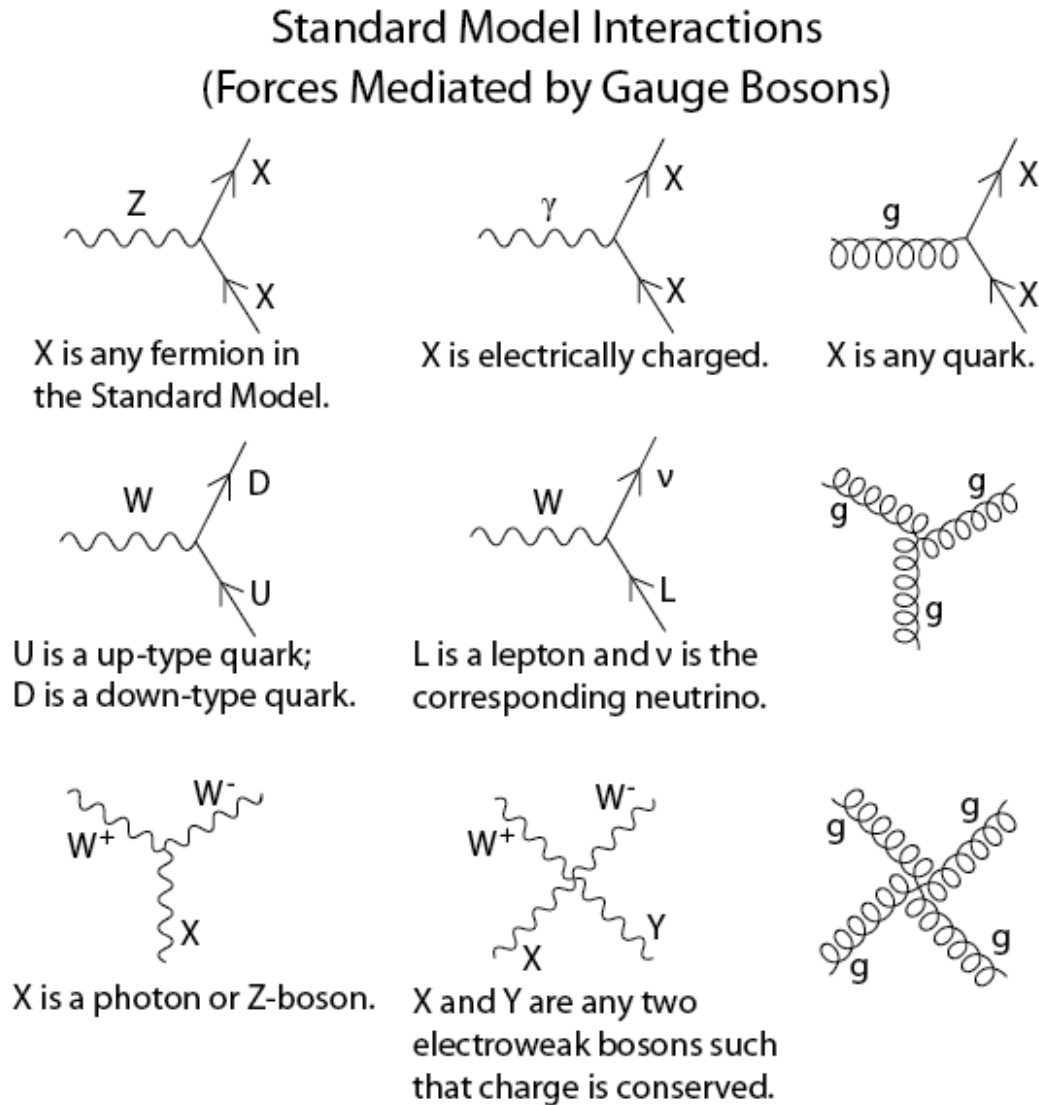 Standard Model Interactions
(Forces Mediated by Gauge Bosons)
Z
X
X
X is any fermion in
the Standard Model.
γ
X
X
X is electrically charged.
g
X
X
X is any quark.
W
D
U
U is a up-type quark;
D is a down-type quark.
W
ν
L
L is a lepton and ν is the
corresponding neutrino.
g
g
g
W⁺
W⁻
X
X is a photon or Z-boson.
W⁺
W⁻
X
Y
X and Y are any two
electroweak bosons such
that charge is conserved.
g
g
g
g